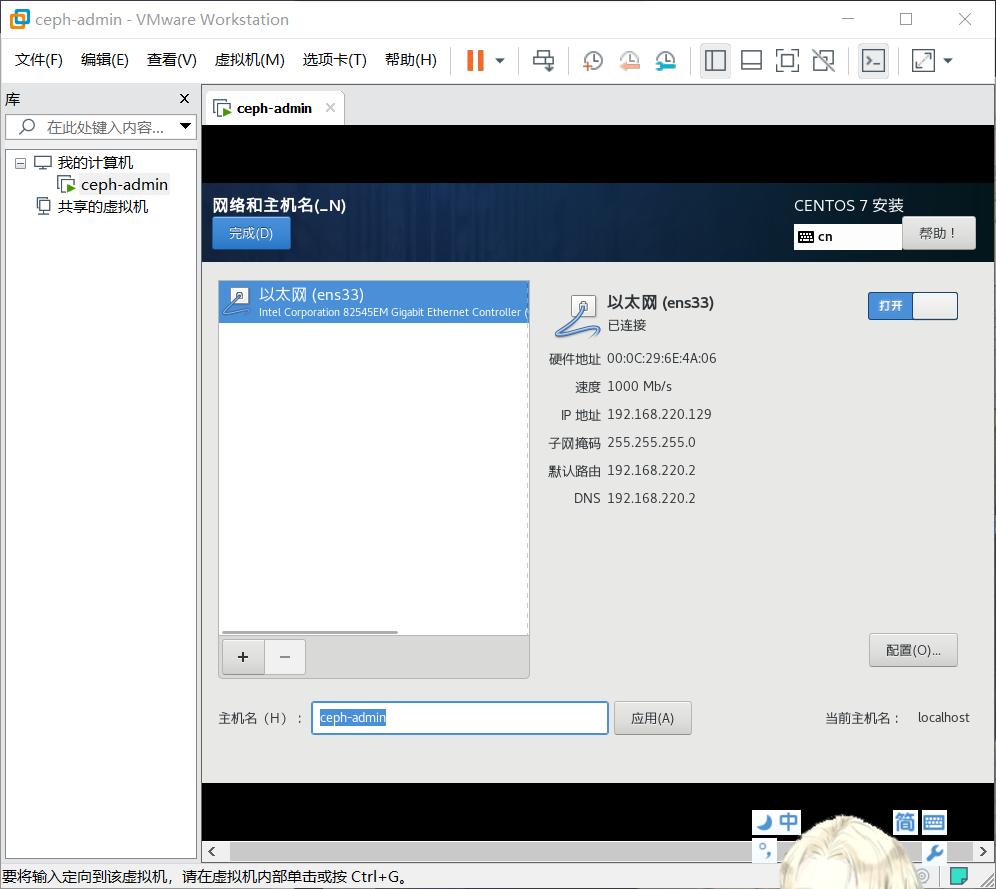 ceph-admin - VMware Workstation
文件(F) 编辑(E) 查看(V) 虚拟机(M) 选项卡(T) 帮助(H)
库
在此处键入内容...
我的计算机
ceph-admin
共享的虚拟机
ceph-admin
网络和主机名(_N)
完成(D)
CENTOS 7 安装
cn
帮助！
以太网 (ens33)
Intel Corporation 82545EM Gigabit Ethernet Controller (
以太网 (ens33)
已连接
打开
硬件地址 00:0C:29:6E:4A:06
速度 1000 Mb/s
IP 地址 192.168.220.129
子网掩码 255.255.255.0
默认路由 192.168.220.2
DNS 192.168.220.2
+ −
配置(O)...
主机名（H）： ceph-admin 应用(A) 当前主机名： localhost
中 简
要将输入定向到该虚拟机，请在虚拟机内部单击或按 Ctrl+G。